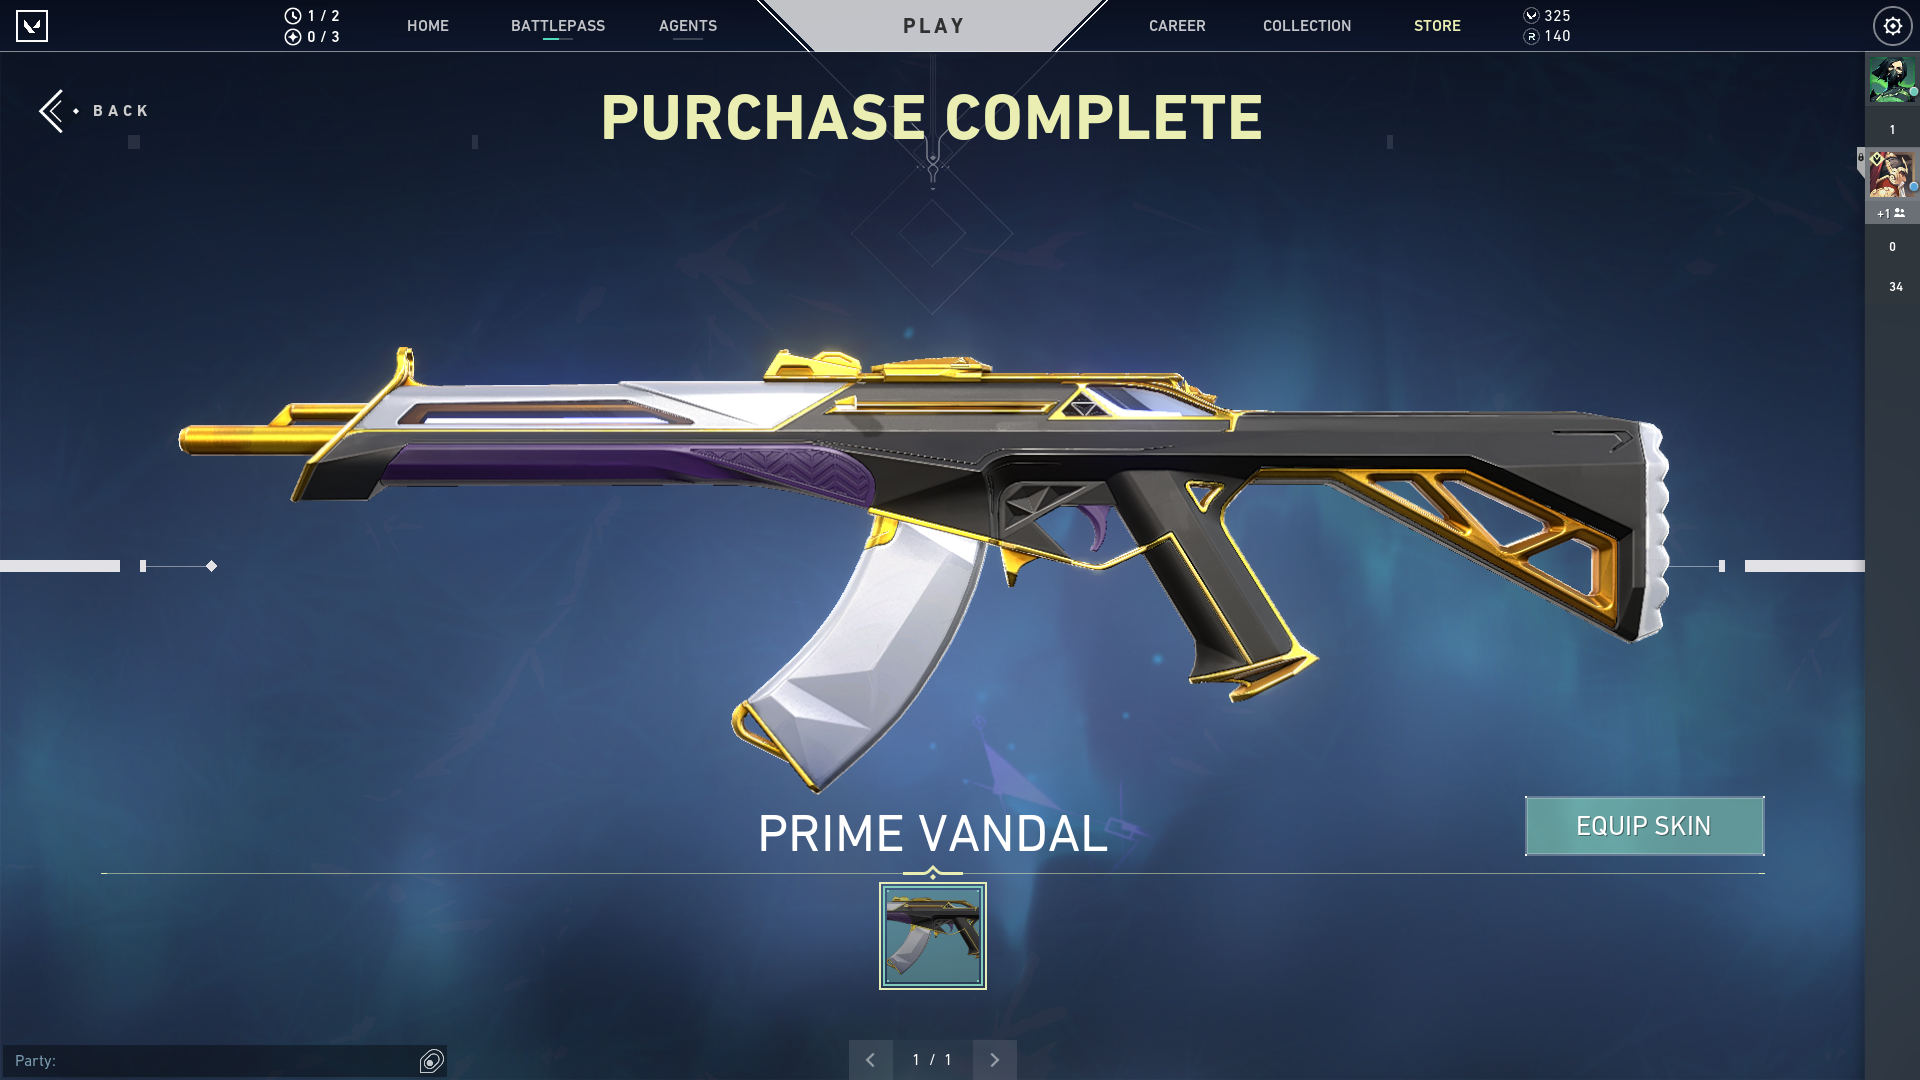 1 / 2
0 / 3
HOME
BATTLEPASS
AGENTS
PLAY
CAREER
COLLECTION
STORE
325
140
BACK
PURCHASE COMPLETE
1
+1
0
34
PRIME VANDAL
EQUIP SKIN
Party:
1 / 1